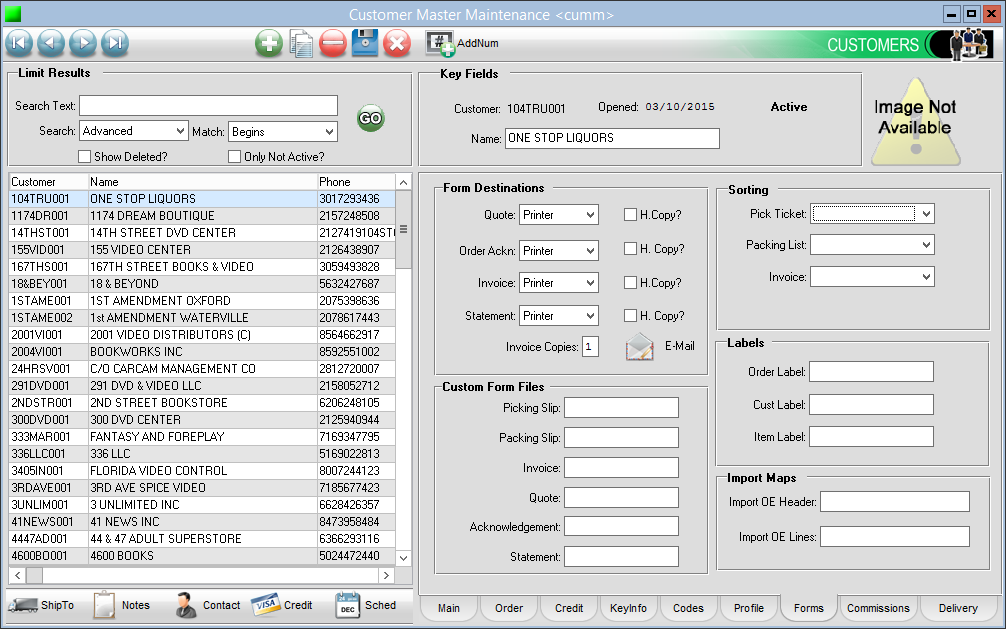 Customer Master Maintenance <cumm>
# AddNum
CUSTOMERS
Limit Results
Search Text:
Search: Advanced Match: Begins
GO
Show Deleted? Only Not Active?
Key Fields
Customer: 104TRU001 Opened: 03/10/2015 Active
Name: ONE STOP LIQUORS
Image Not
Available
Customer Name Phone
104TRU001 ONE STOP LIQUORS 3017293436
1174DR001 1174 DREAM BOUTIQUE 2157248508
14THST001 14TH STREET DVD CENTER 2127419104STO
155VID001 155 VIDEO CENTER 2126438907
167THS001 167TH STREET BOOKS & VIDEO 3059493828
18&BEY001 18 & BEYOND 5632427687
1STAME001 1ST AMENDMENT OXFORD 2075398636
1STAME002 1st AMENDMENT WATERVILLE 2078617443
2001VI001 2001 VIDEO DISTRIBUTORS (C) 8564662917
2004VI001 BOOKWORKS INC 8592551002
24HRSV001 C/O CARCAM MANAGEMENT CO 2812720007
291DVD001 291 DVD & VIDEO LLC 2158052712
2NDSTR001 2ND STREET BOOKSTORE 6206248105
300DVD001 300 DVD CENTER 2125940944
333MAR001 FANTASY AND FOREPLAY 7169347795
336LLC001 336 LLC 5169022813
3405IN001 FLORIDA VIDEO CONTROL 8007244123
3RDAVE001 3RD AVE SPICE VIDEO 7185677423
3UNLIM001 3 UNLIMITED INC 6628426357
41NEWS001 41 NEWS INC 8473958484
4447AD001 44 & 47 ADULT SUPERSTORE 6366293116
4600BO001 4600 BOOKS 5024472440
Form Destinations
Quote: Printer H.Copy?
Order Ackn: Printer H. Copy?
Invoice: Printer H.Copy?
Statement: Printer H. Copy?
Invoice Copies: 1 E-Mail
Custom Form Files
Picking Slip:
Packing Slip:
Invoice:
Quote:
Acknowledgement:
Statement:
Sorting
Pick Ticket:
Packing List:
Invoice:
Labels
Order Label:
Cust Label:
Item Label:
Import Maps
Import OE Header:
Import OE Lines:
ShipTo Notes Contact VISA Credit DEC Sched
Main Order Credit KeyInfo Codes Profile Forms Commissions Delivery